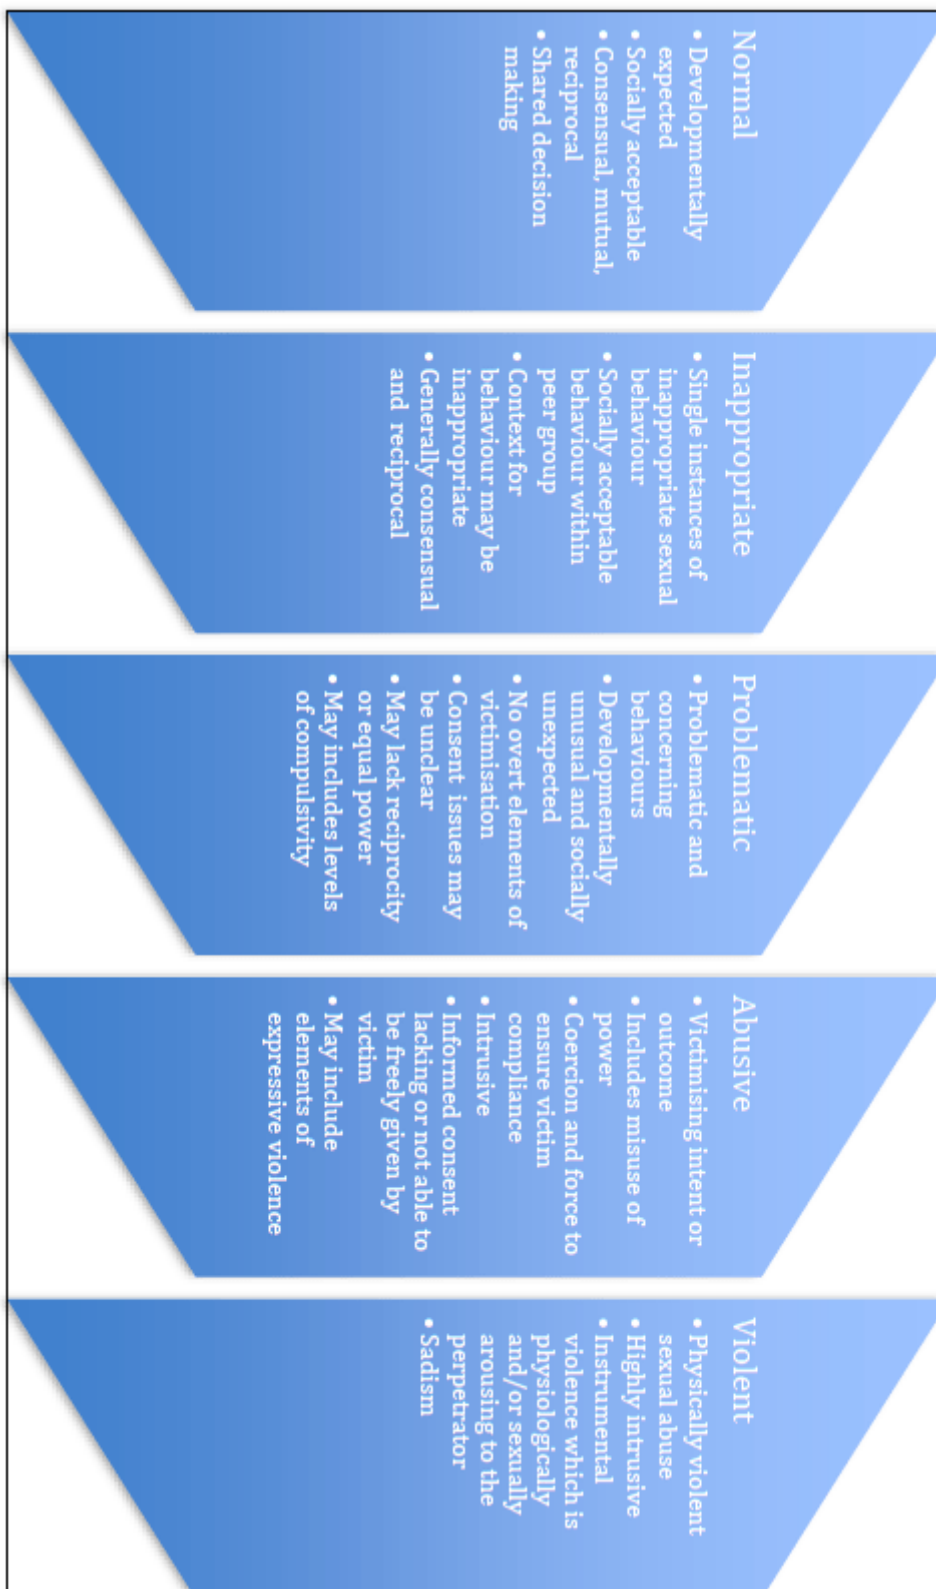 Normal
• Developmentally
expected
• Socially acceptable
• Consensual, mutual,
reciprocal
• Shared decision
making
Inappropriate
• Single instances of
inappropriate sexual
behaviour
• Socially acceptable
behaviour within
peer group
• Context for
behaviour may be
inappropriate
• Generally consensual
and reciprocal
Problematic
• Problematic and
concerning
behaviours
• Developmentally
unusual and socially
unexpected
• No overt elements of
victimisation
• Consent issues may
be unclear
• May lack reciprocity
or equal power
• May includes levels
of compulsivity
Abusive
• Victimising intent or
outcome
• Includes misuse of
power
• Coercion and force to
ensure victim
compliance
• Intrusive
• Informed consent
lacking or not able to
be freely given by
victim
• May include
elements of
expressive violence
Violent
• Physically violent
sexual abuse
• Highly intrusive
• Instrumental
violence which is
physiologically
and/or sexually
arousing to the
perpetrator
• Sadism